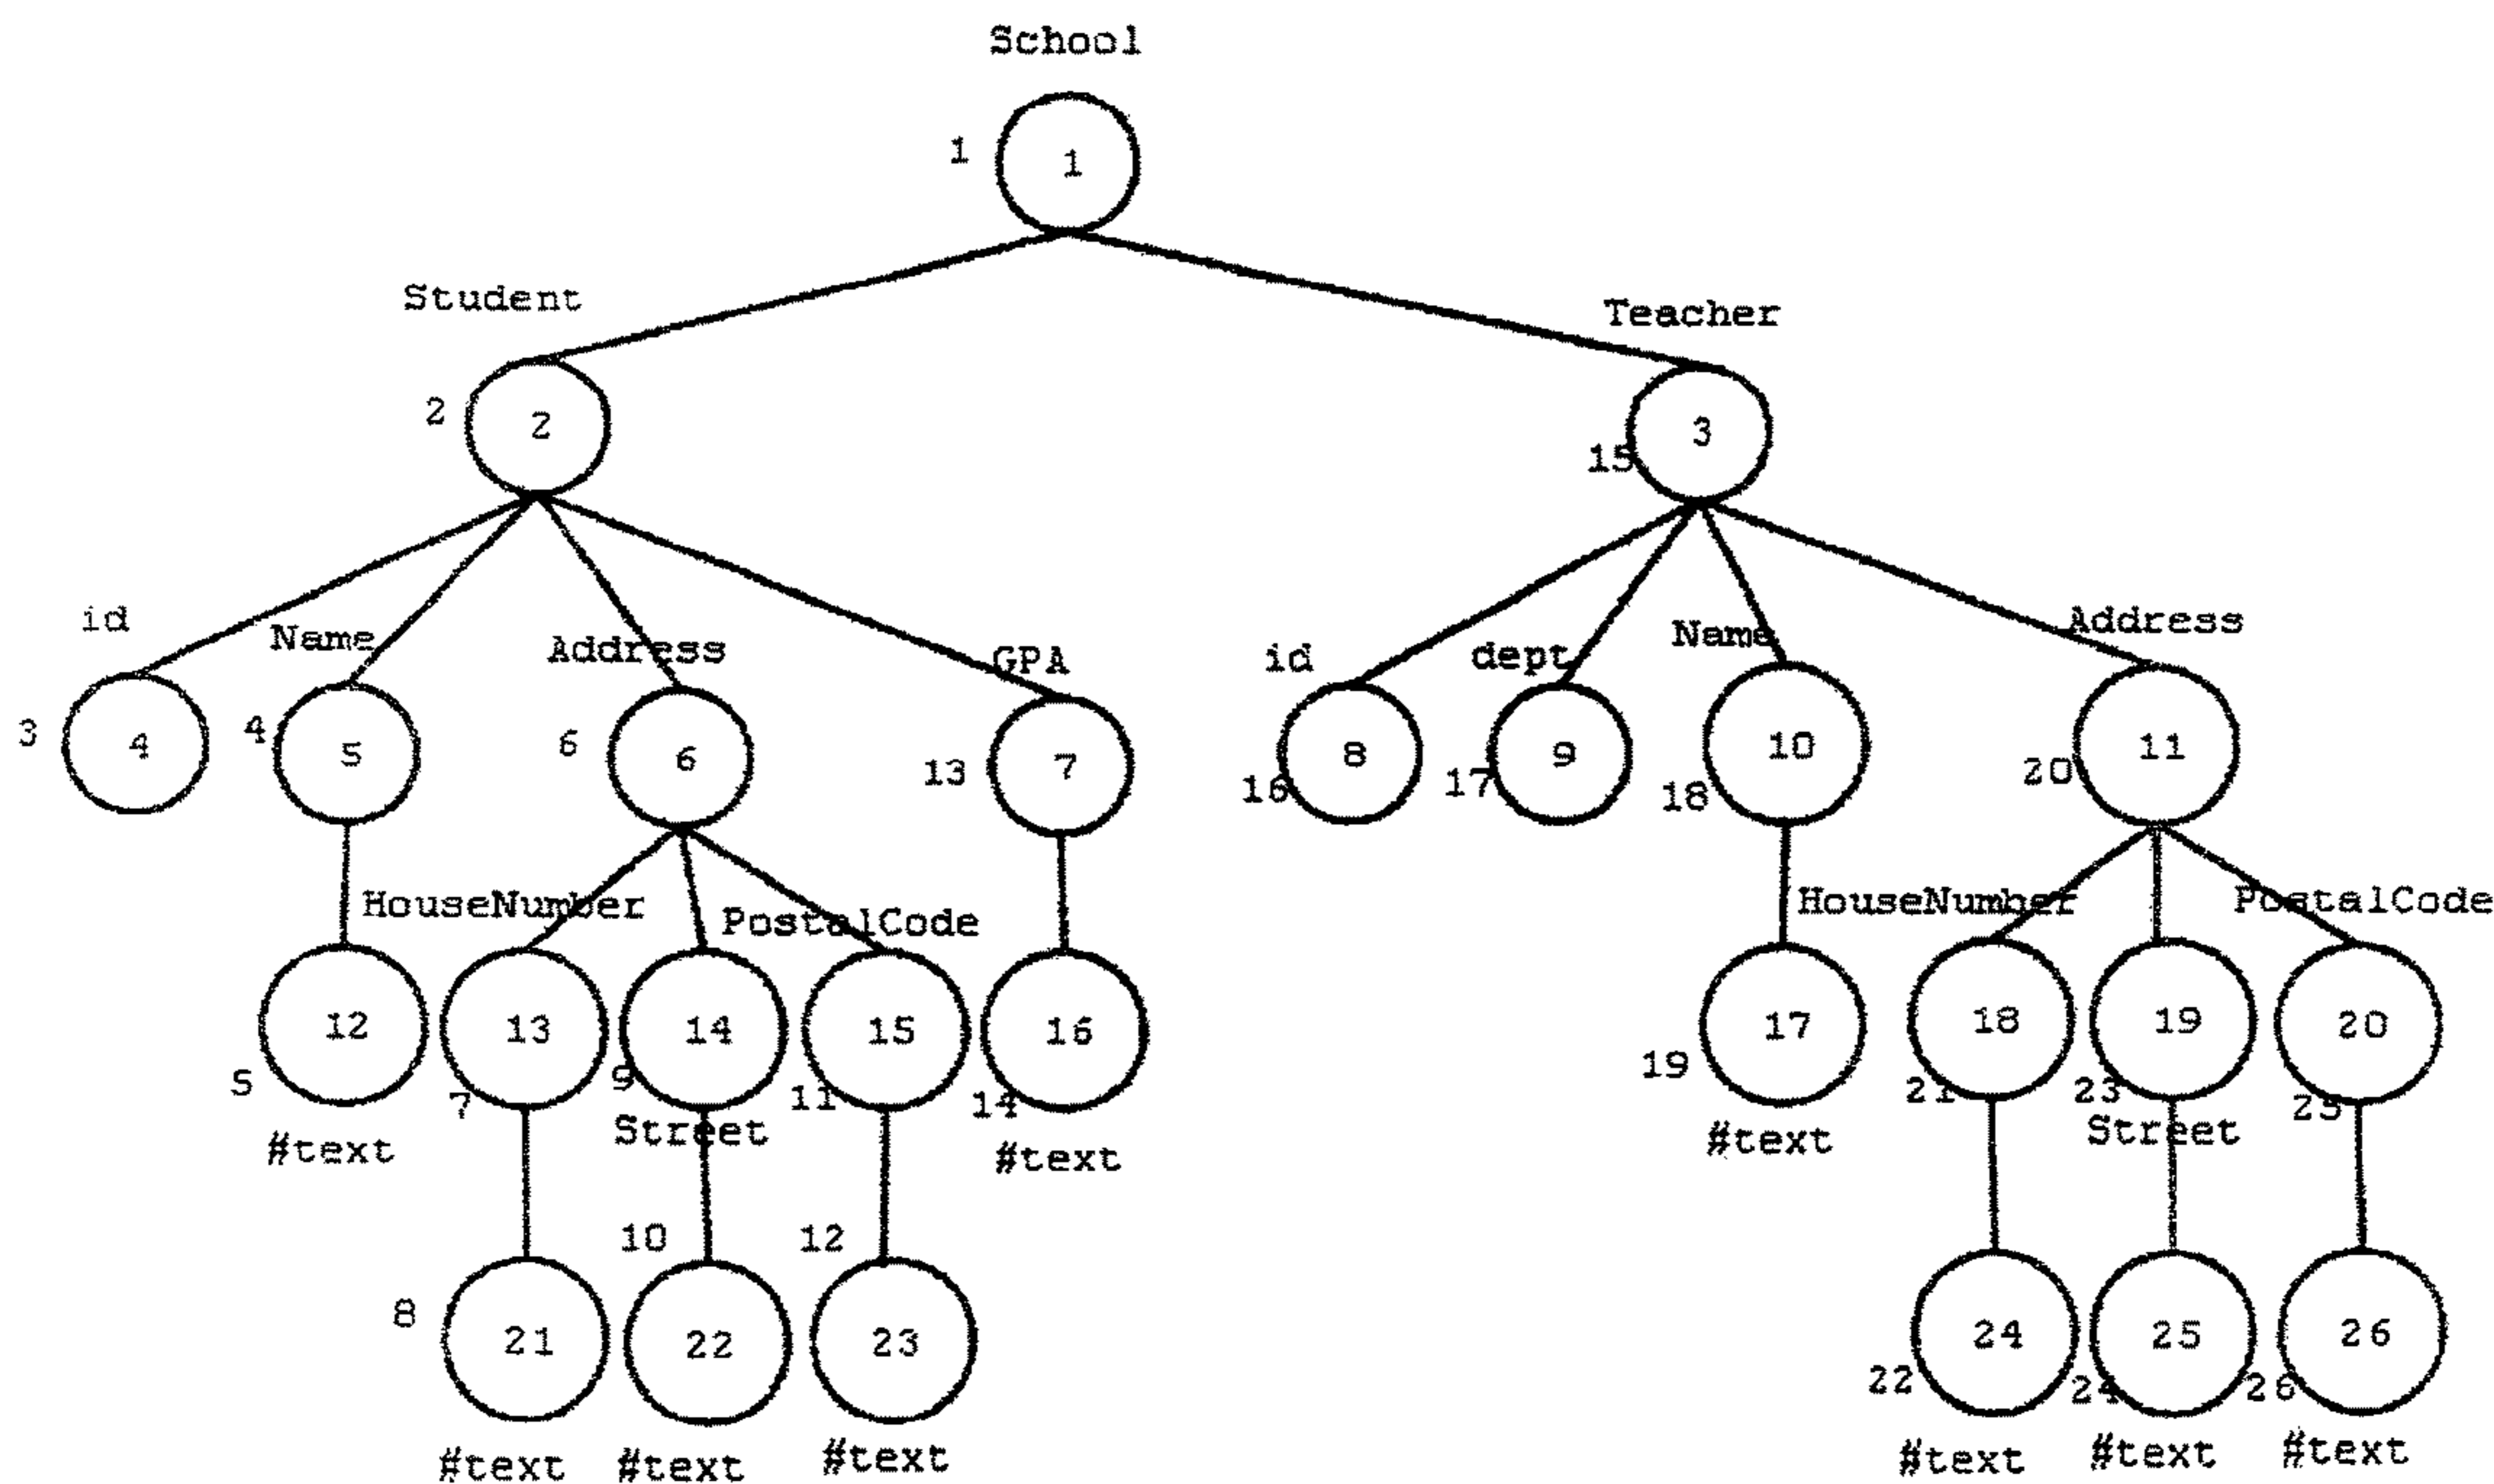 School
1 1
Student Teacher
2 2 15 3
id Name Address GPA id dept Name Address
3 4 4 5 6 6 13 7 16 8 17 9 18 10 20 11
HouseNumber PostalCode HouseNumber PostalCode
12 13 14 15 16 17 18 19 20
5 7 9 11 14 19 21 23 25
#text Street #text #text Street
10 12
8 21 22 23 22 24 24 25 26 26
#text #text #text #text #text #text